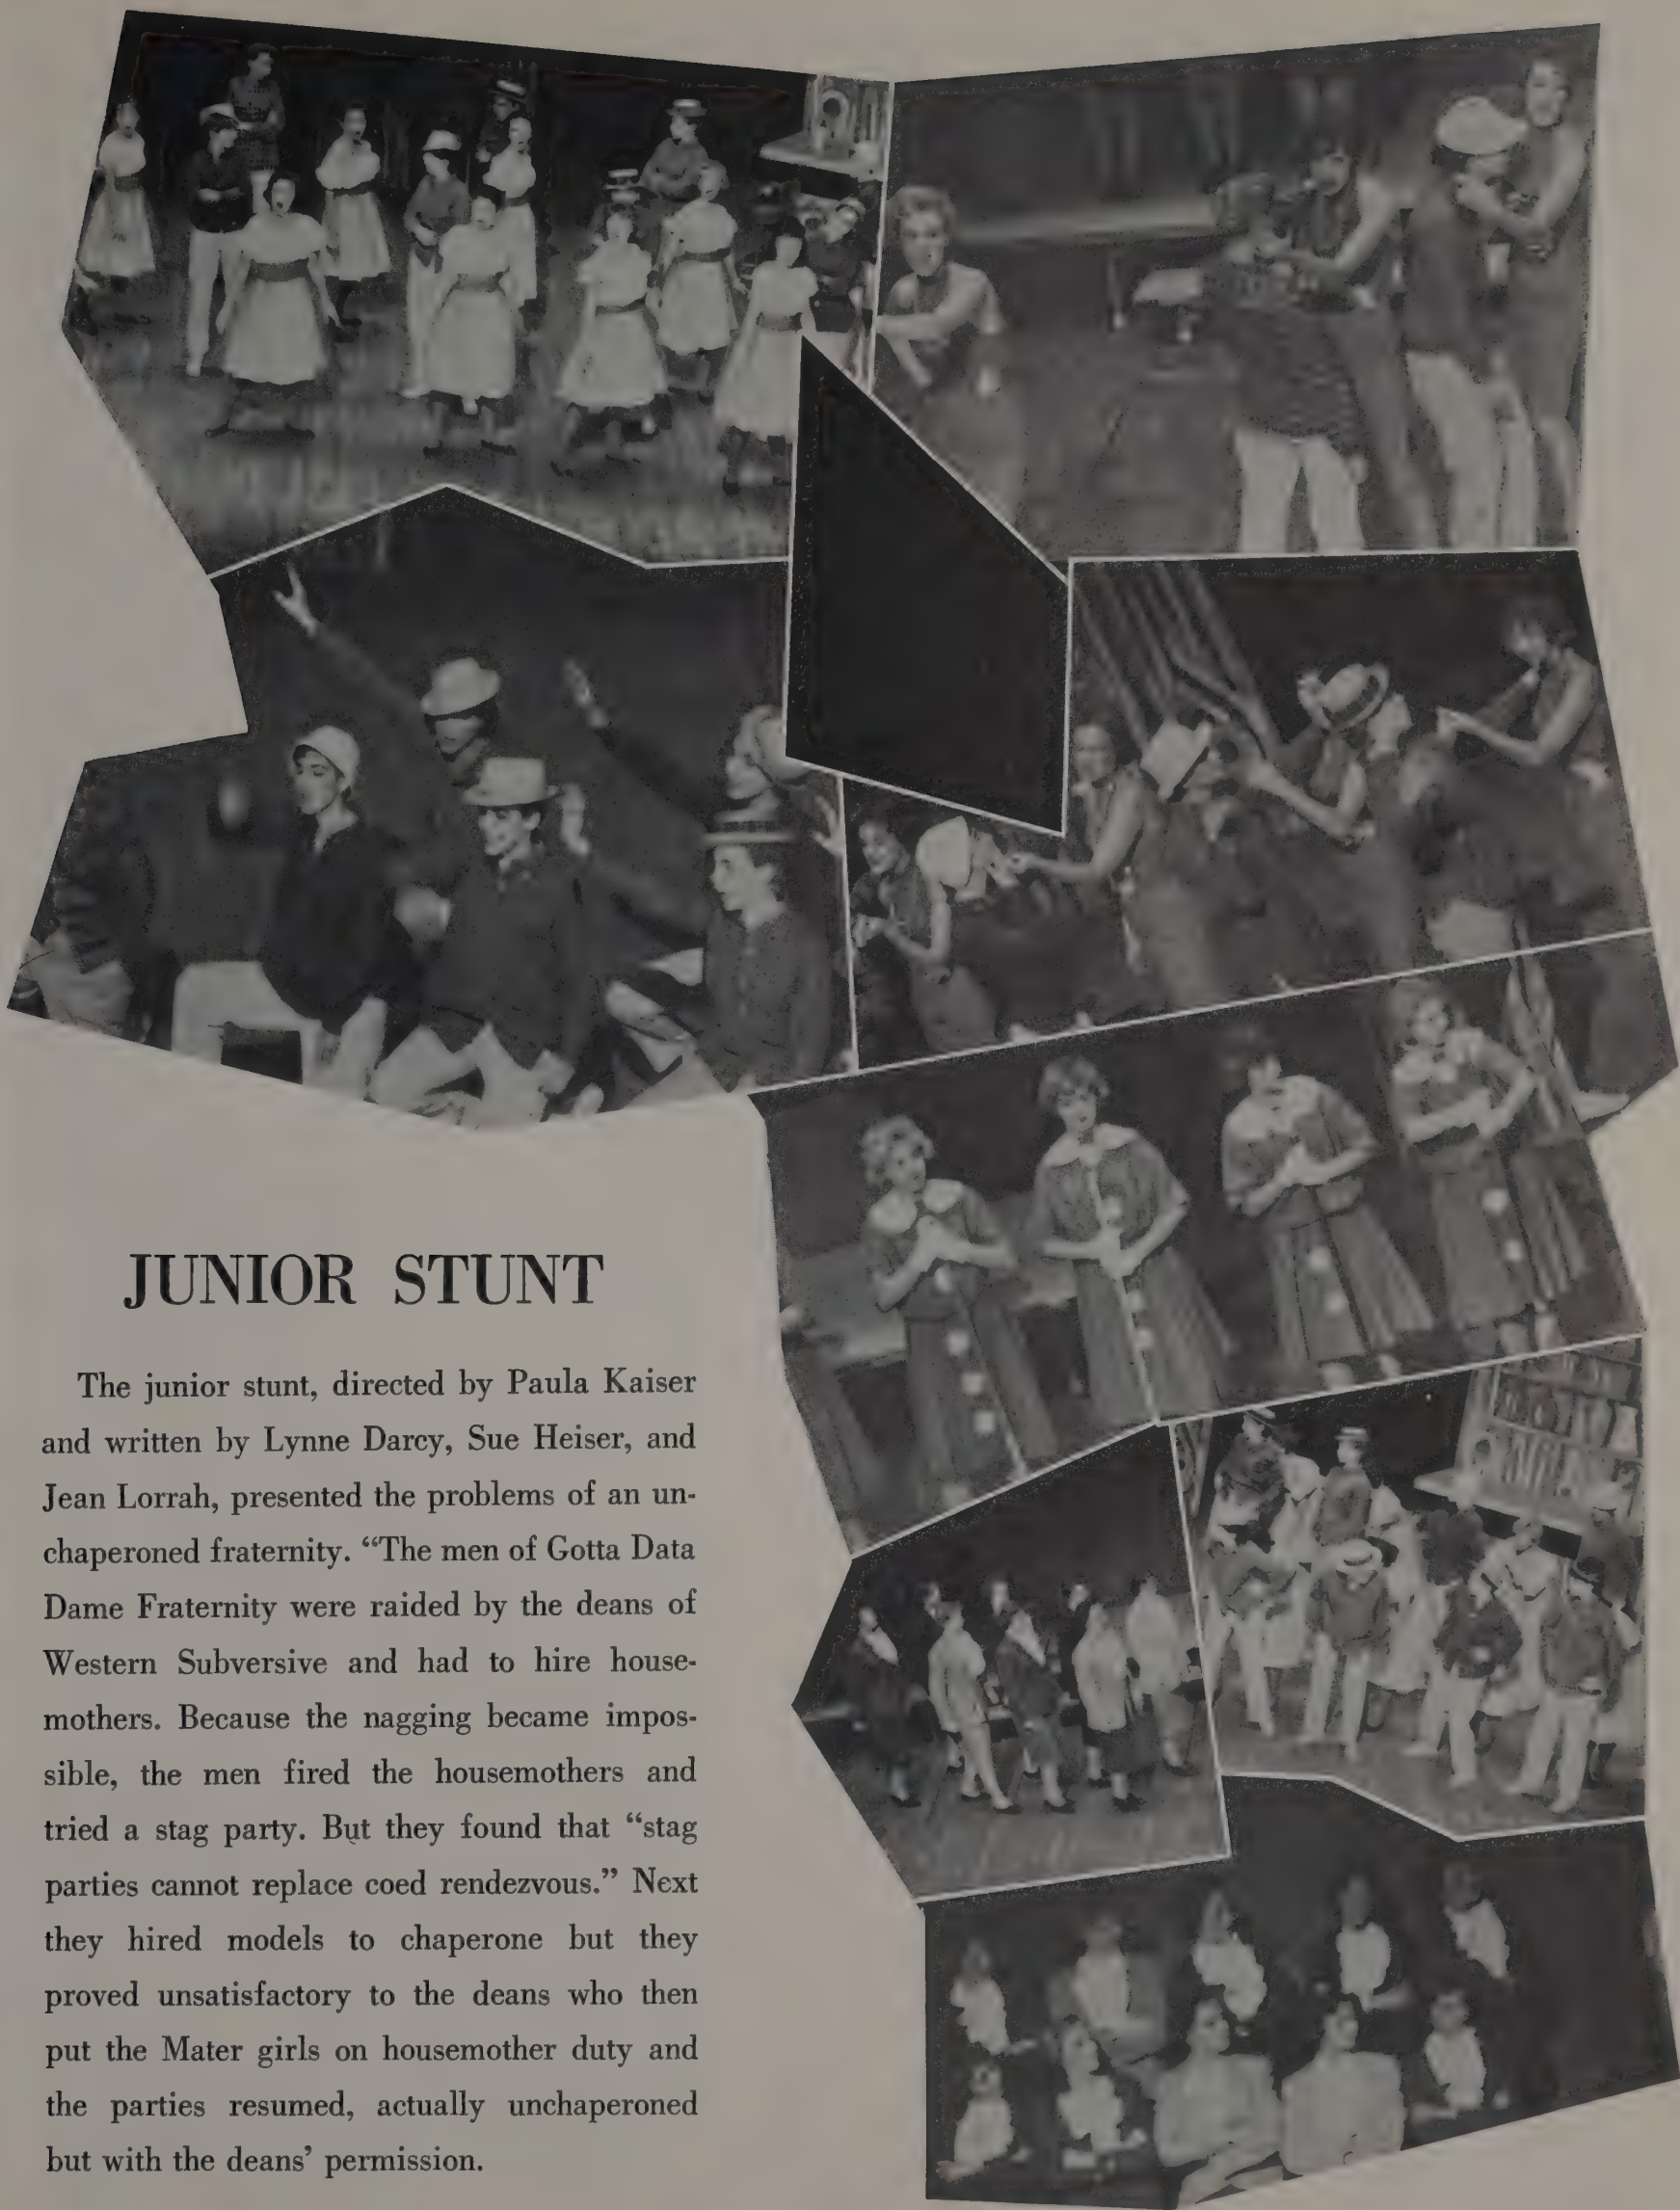 JUNIOR STUNT
The junior stunt, directed by Paula Kaiser
and written by Lynne Darcy, Sue Heiser, and
Jean Lorrah, presented the problems of an un-
chaperoned fraternity. “The men of Gotta Data
Dame Fraternity were raided by the deans of
Western Subversive and had to hire house-
mothers. Because the nagging became impos-
sible, the men fired the housemothers and
tried a stag party. But they found that “stag
parties cannot replace coed rendezvous.” Next
they hired models to chaperone but they
proved unsatisfactory to the deans who then
put the Mater girls on housemother duty and
the parties resumed, actually unchaperoned
but with the deans’ permission.